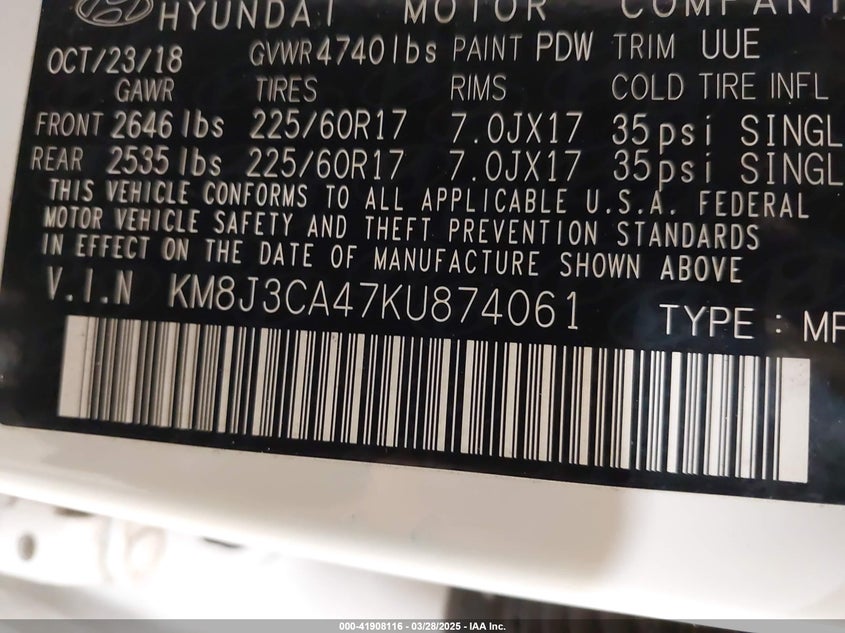 HYUNDAI MOTOR COMPANY
OCT/23/18 GVWR 4740lbs PAINT PDW TRIM UUE
GAWR TIRES RIMS COLD TIRE INFL
FRONT 2646lbs 225/60R17 7.0JX17 35psi SINGL
REAR 2535lbs 225/60R17 7.0JX17 35psi SINGL
THIS VEHICLE CONFORMS TO ALL APPLICABLE U.S.A. FEDERAL
MOTOR VEHICLE SAFETY AND THEFT PREVENTION STANDARDS
IN EFFECT ON THE DATE OF MANUFACTURE SHOWN ABOVE
V.I.N KM8J3CA47KU874061 TYPE : MP
000-41908116 - 03/28/2025 - IAA Inc.